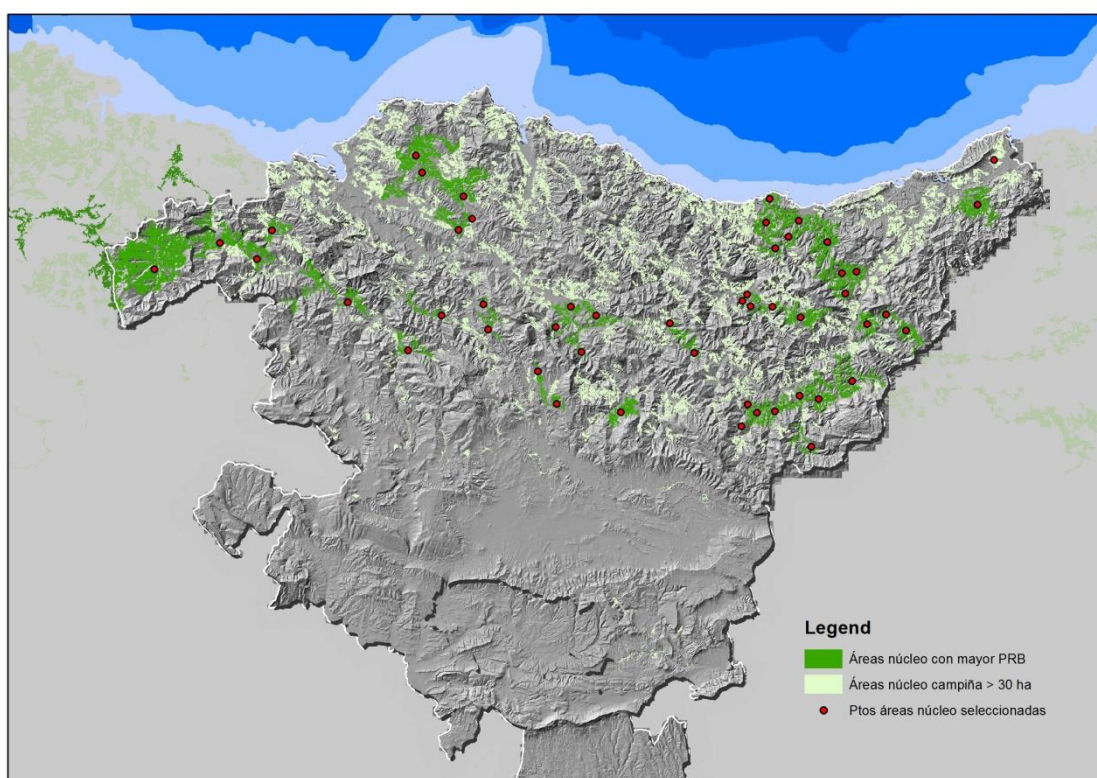 Legend
Áreas núcleo con mayor PRB
Áreas núcleo campiña > 30 ha
Ptos áreas núcleo seleccionadas